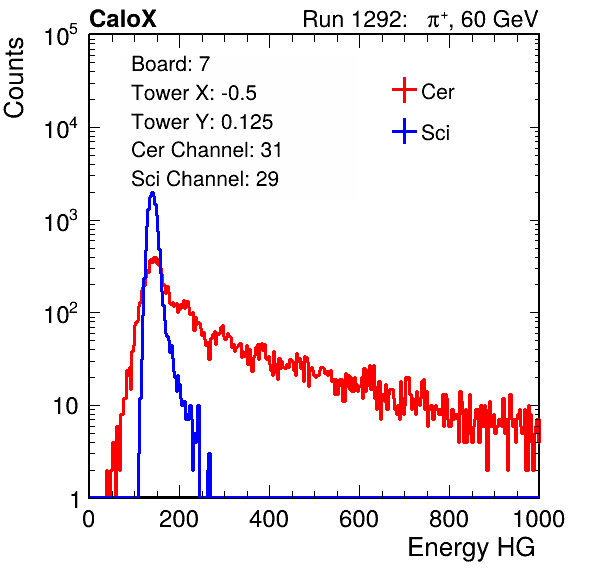 CaloX Run 1292: π⁺, 60 GeV
Counts
Board: 7
Tower X: -0.5
Tower Y: 0.125
Cer Channel: 31
Sci Channel: 29
Cer
Sci
10⁵
10⁴
10³
10²
10
1
0 200 400 600 800 1000
Energy HG